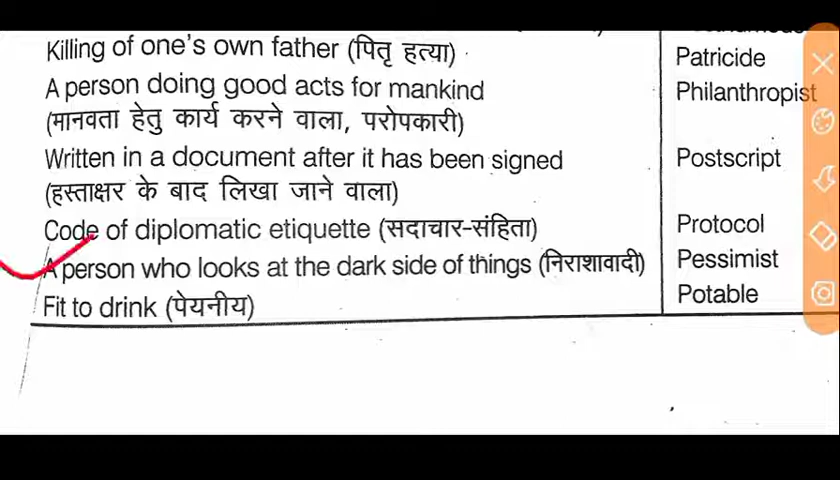 Killing of one's own father (पितृ हत्या) Patricide
A person doing good acts for mankind Philanthropist
(मानवता हेतु कार्य करने वाला, परोपकारी)
Written in a document after it has been signed Postscript
(हस्ताक्षर के बाद लिखा जाने वाला)
Code of diplomatic etiquette (सदाचार-संहिता) Protocol
A person who looks at the dark side of things (निराशावादी) Pessimist
Fit to drink (पेयनीय) Potable